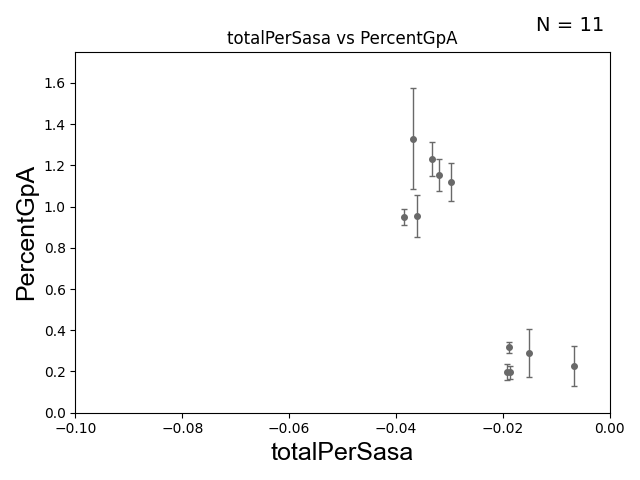 N = 11
totalPerSasa vs PercentGpA
PercentGpA
1.6
1.4
1.2
1.0
0.8
0.6
0.4
0.2
0.0
−0.10 −0.08 −0.06 −0.04 −0.02 0.00
totalPerSasa